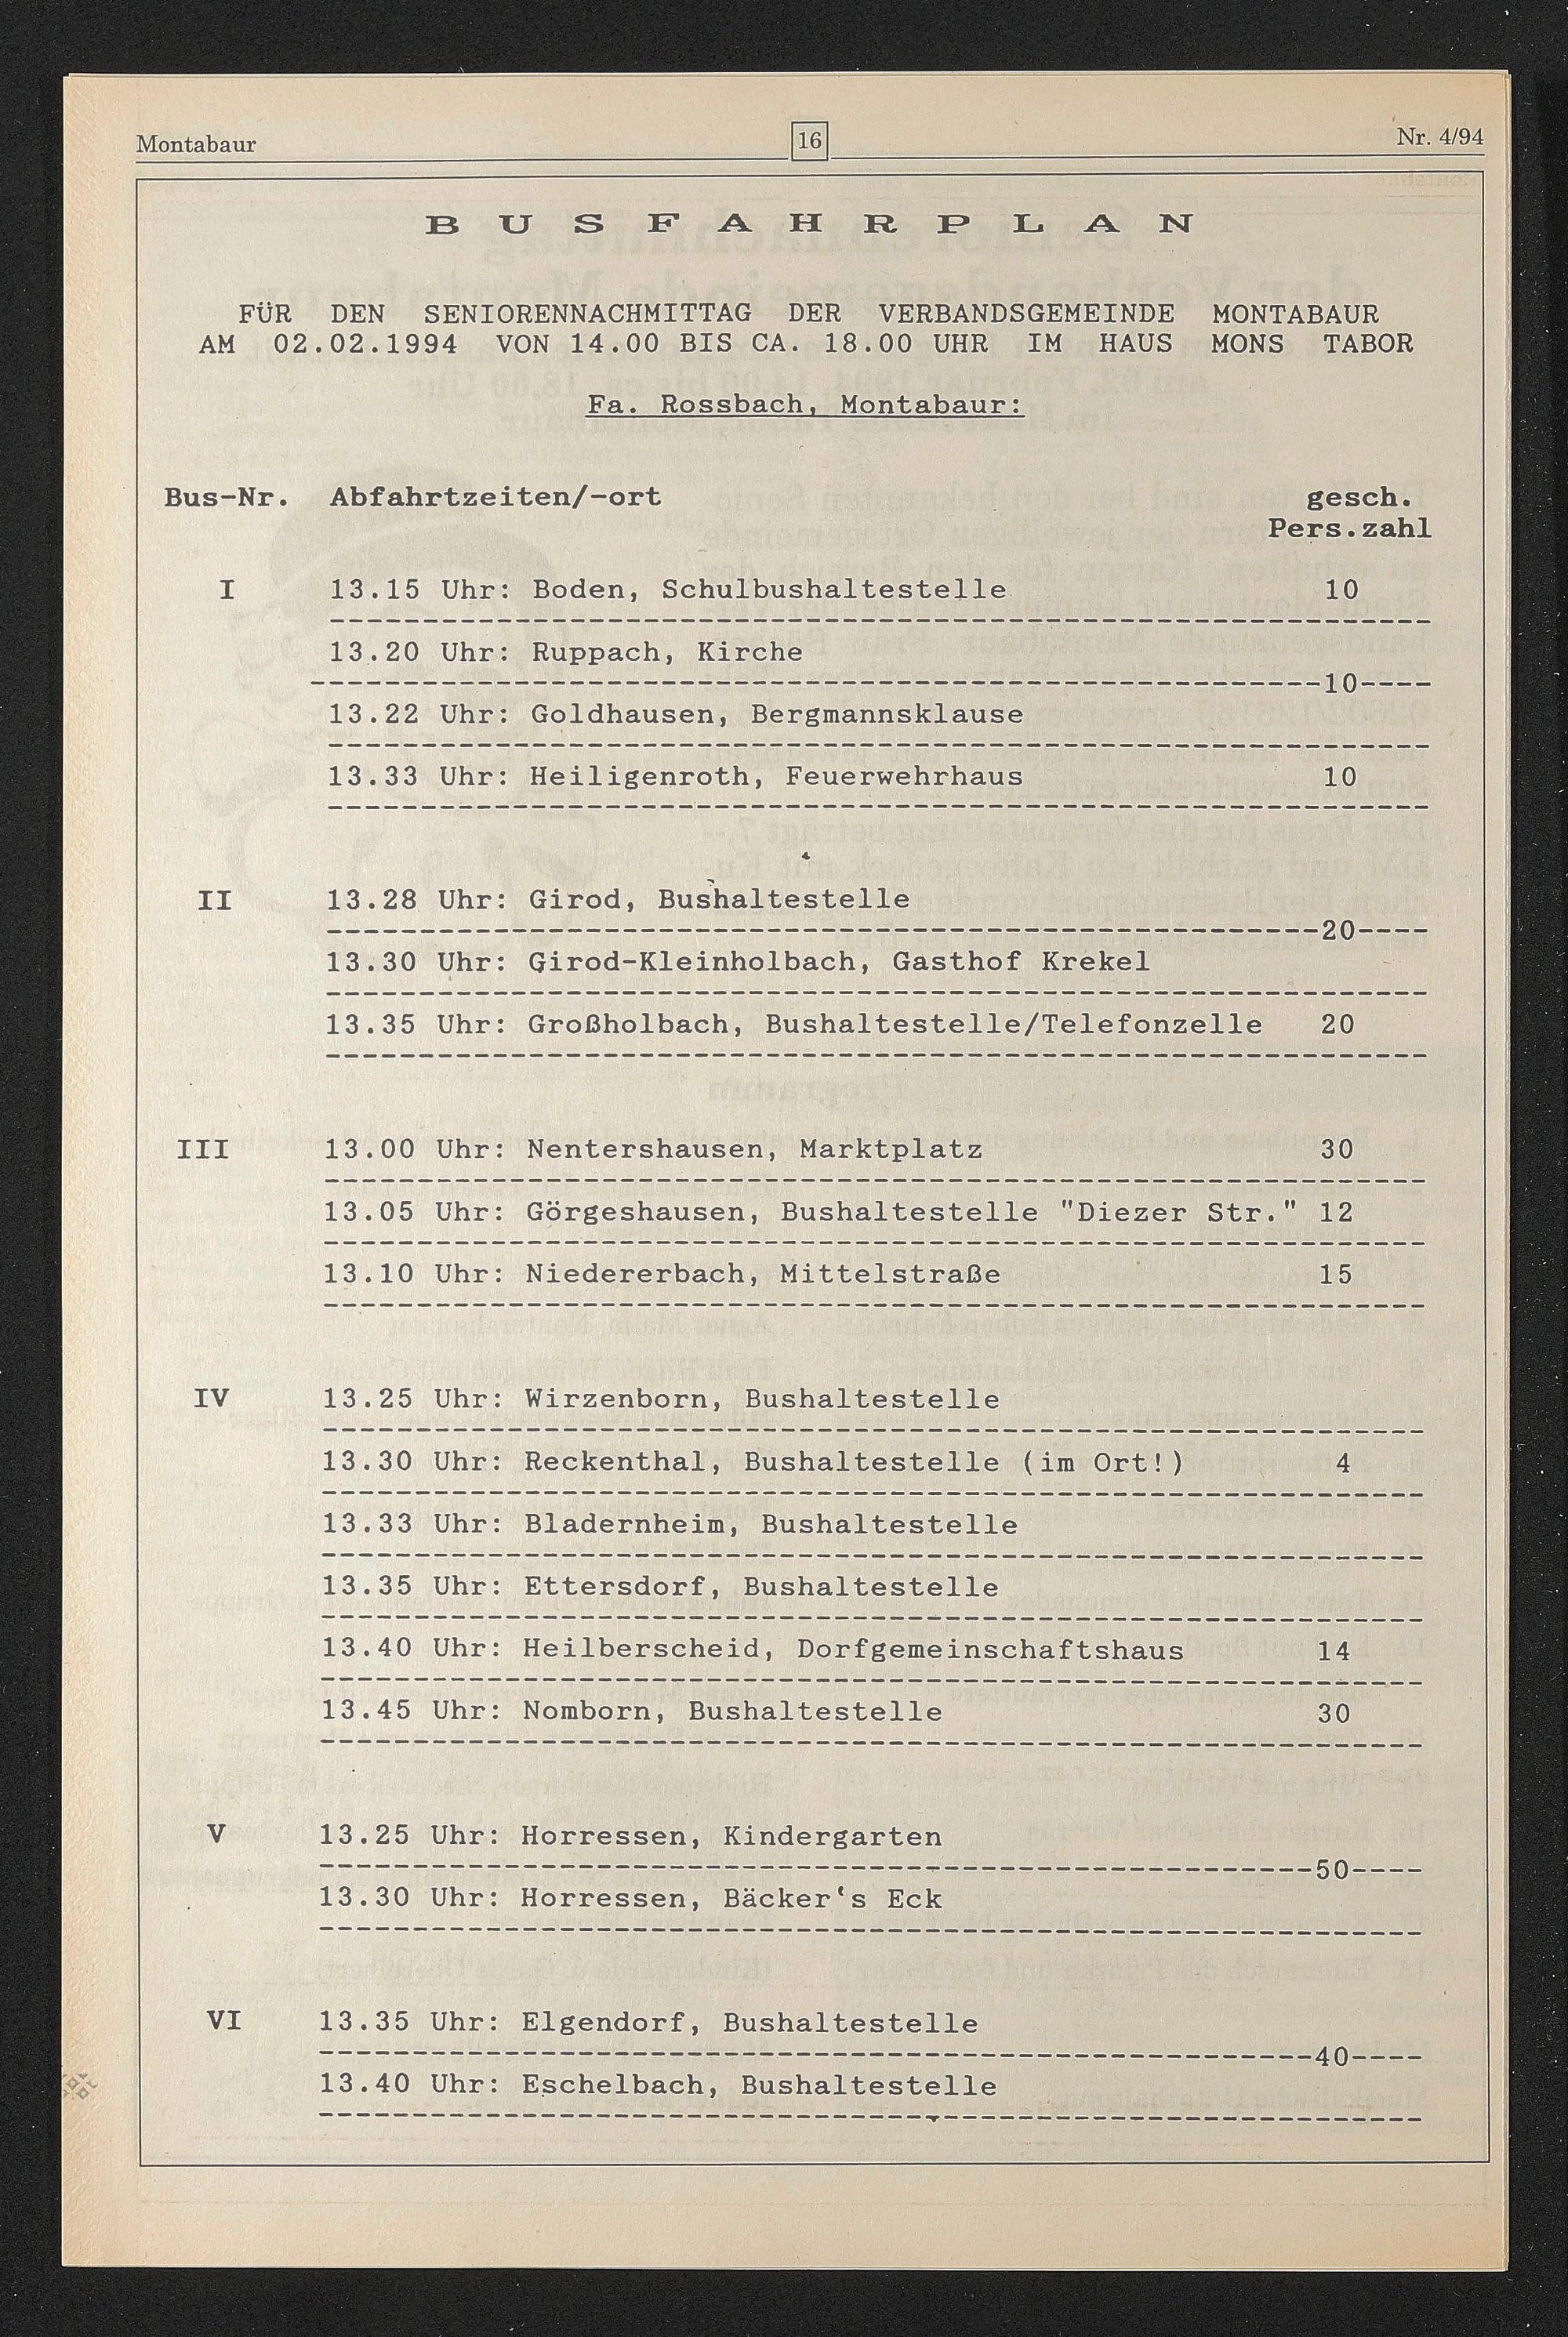 Montabaur 16 Nr. 4/94
B U S F A H R P L A N
FÜR DEN SENIORENNACHMITTAG DER VERBANDSGEMEINDE MONTABAUR
AM 02.02.1994 VON 14.00 BIS CA. 18.00 UHR IM HAUS MONS TABOR
Fa. Rossbach, Montabaur:
Bus-Nr. Abfahrtzeiten/-ort gesch.
Pers.zahl
I 13.15 Uhr: Boden, Schulbushaltestelle 10
13.20 Uhr: Ruppach, Kirche
10
13.22 Uhr: Goldhausen, Bergmannsklause
13.33 Uhr: Heiligenroth, Feuerwehrhaus 10
II 13.28 Uhr: Girod, Bushaltestelle
20
13.30 Uhr: Girod-Kleinholbach, Gasthof Krekel
13.35 Uhr: Großholbach, Bushaltestelle/Telefonzelle 20
III 13.00 Uhr: Nentershausen, Marktplatz 30
13.05 Uhr: Görgeshausen, Bushaltestelle "Diezer Str." 12
13.10 Uhr: Niedererbach, Mittelstraße 15
IV 13.25 Uhr: Wirzenborn, Bushaltestelle
13.30 Uhr: Reckenthal, Bushaltestelle (im Ort!) 4
13.33 Uhr: Bladernheim, Bushaltestelle
13.35 Uhr: Ettersdorf, Bushaltestelle
13.40 Uhr: Heilberscheid, Dorfgemeinschaftshaus 14
13.45 Uhr: Nomborn, Bushaltestelle 30
V 13.25 Uhr: Horressen, Kindergarten
50
13.30 Uhr: Horressen, Bäcker's Eck
VI 13.35 Uhr: Elgendorf, Bushaltestelle
40
13.40 Uhr: Eschelbach, Bushaltestelle